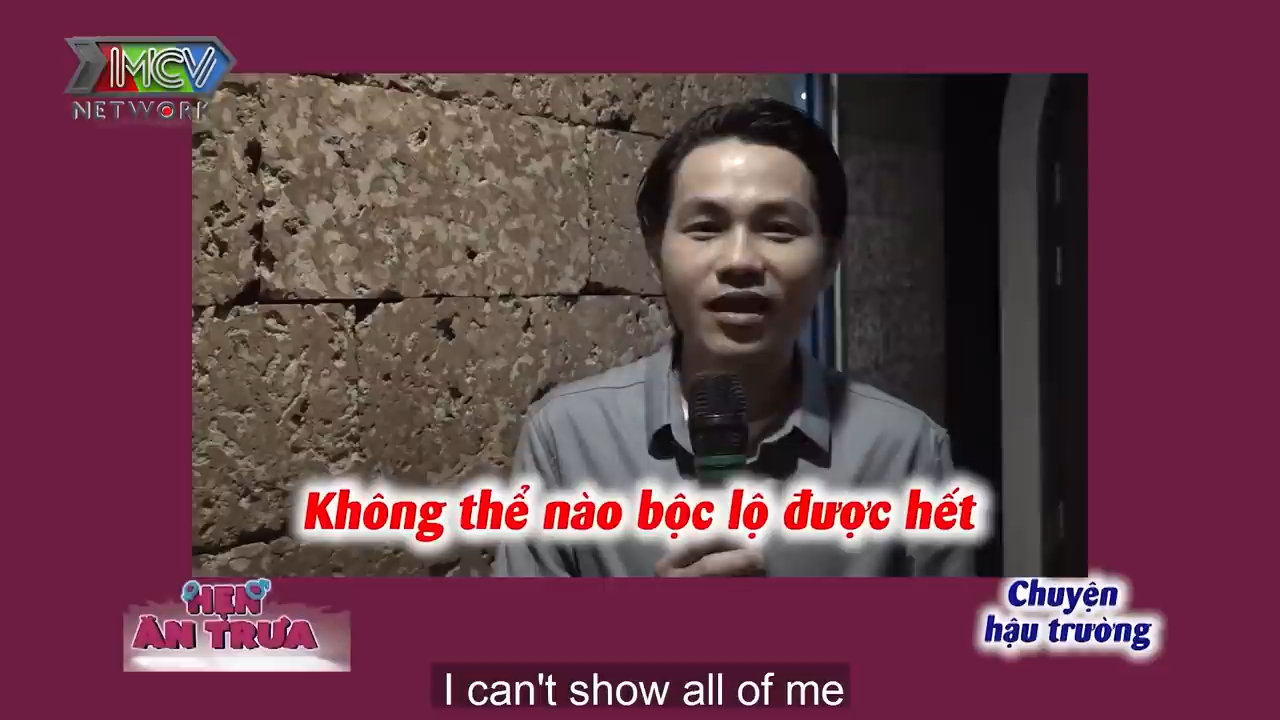 MCV
NETWORK
Không thể nào bộc lộ được hết
HẸN
ĂN TRƯA
Chuyện
hậu trường
I can't show all of me